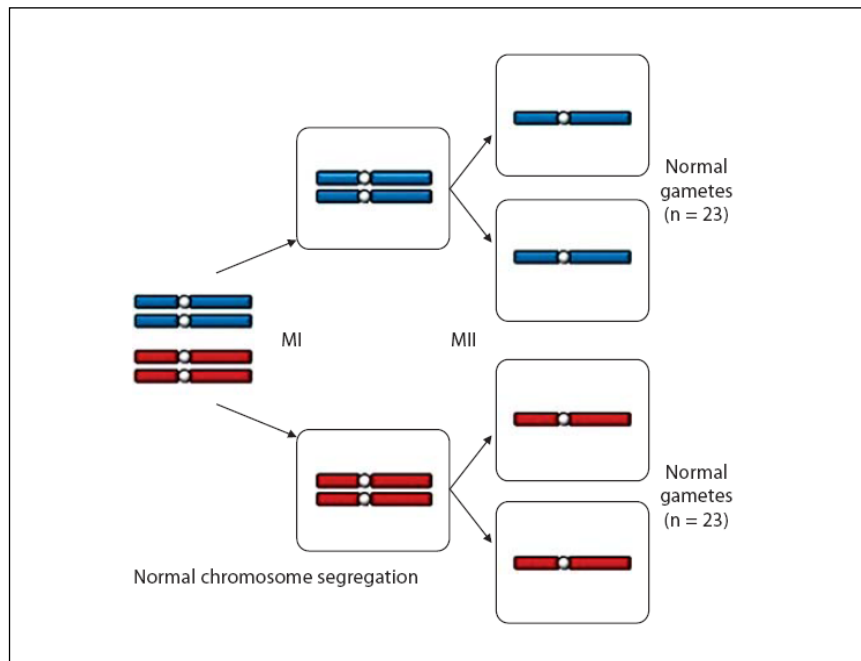 Normal
gametes
(n = 23)
MI
MII
Normal
gametes
(n = 23)
Normal chromosome segregation